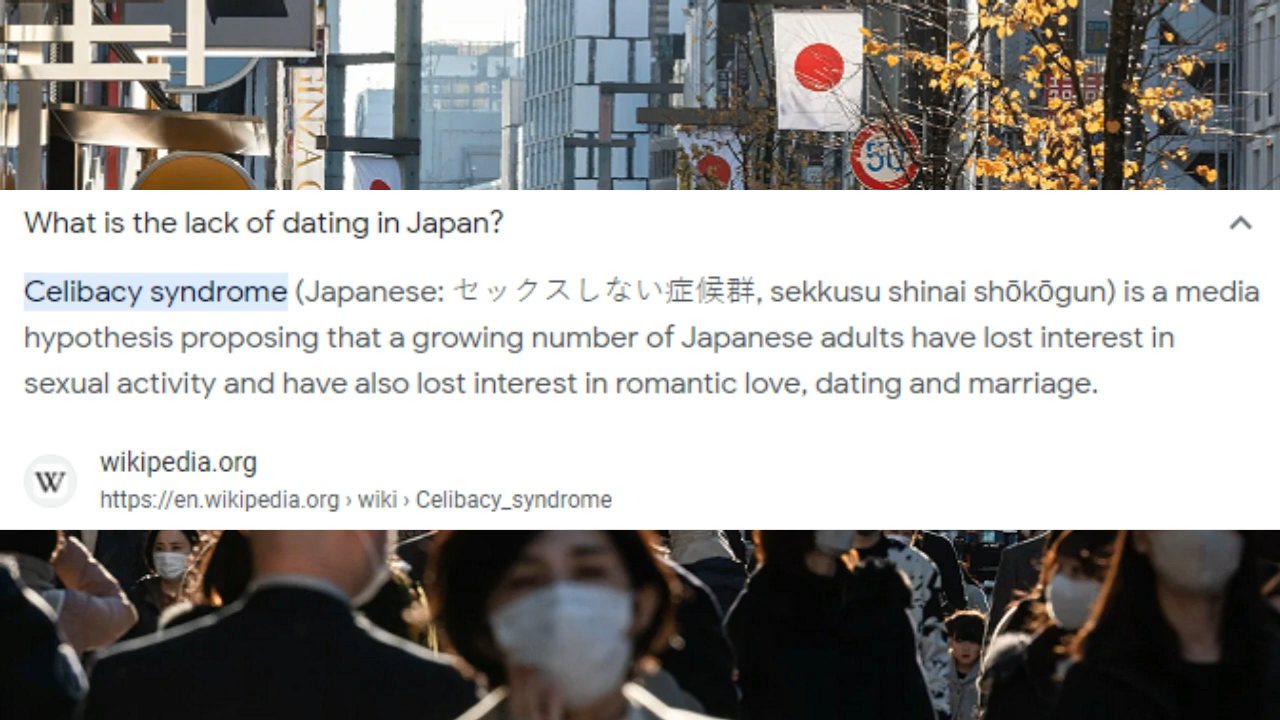 GINZA
50
What is the lack of dating in Japan?
Celibacy syndrome (Japanese: セックスしない症候群, sekkusu shinai shōkōgun) is a media
hypothesis proposing that a growing number of Japanese adults have lost interest in
sexual activity and have also lost interest in romantic love, dating and marriage.
W
wikipedia.org
https://en.wikipedia.org › wiki › Celibacy_syndrome